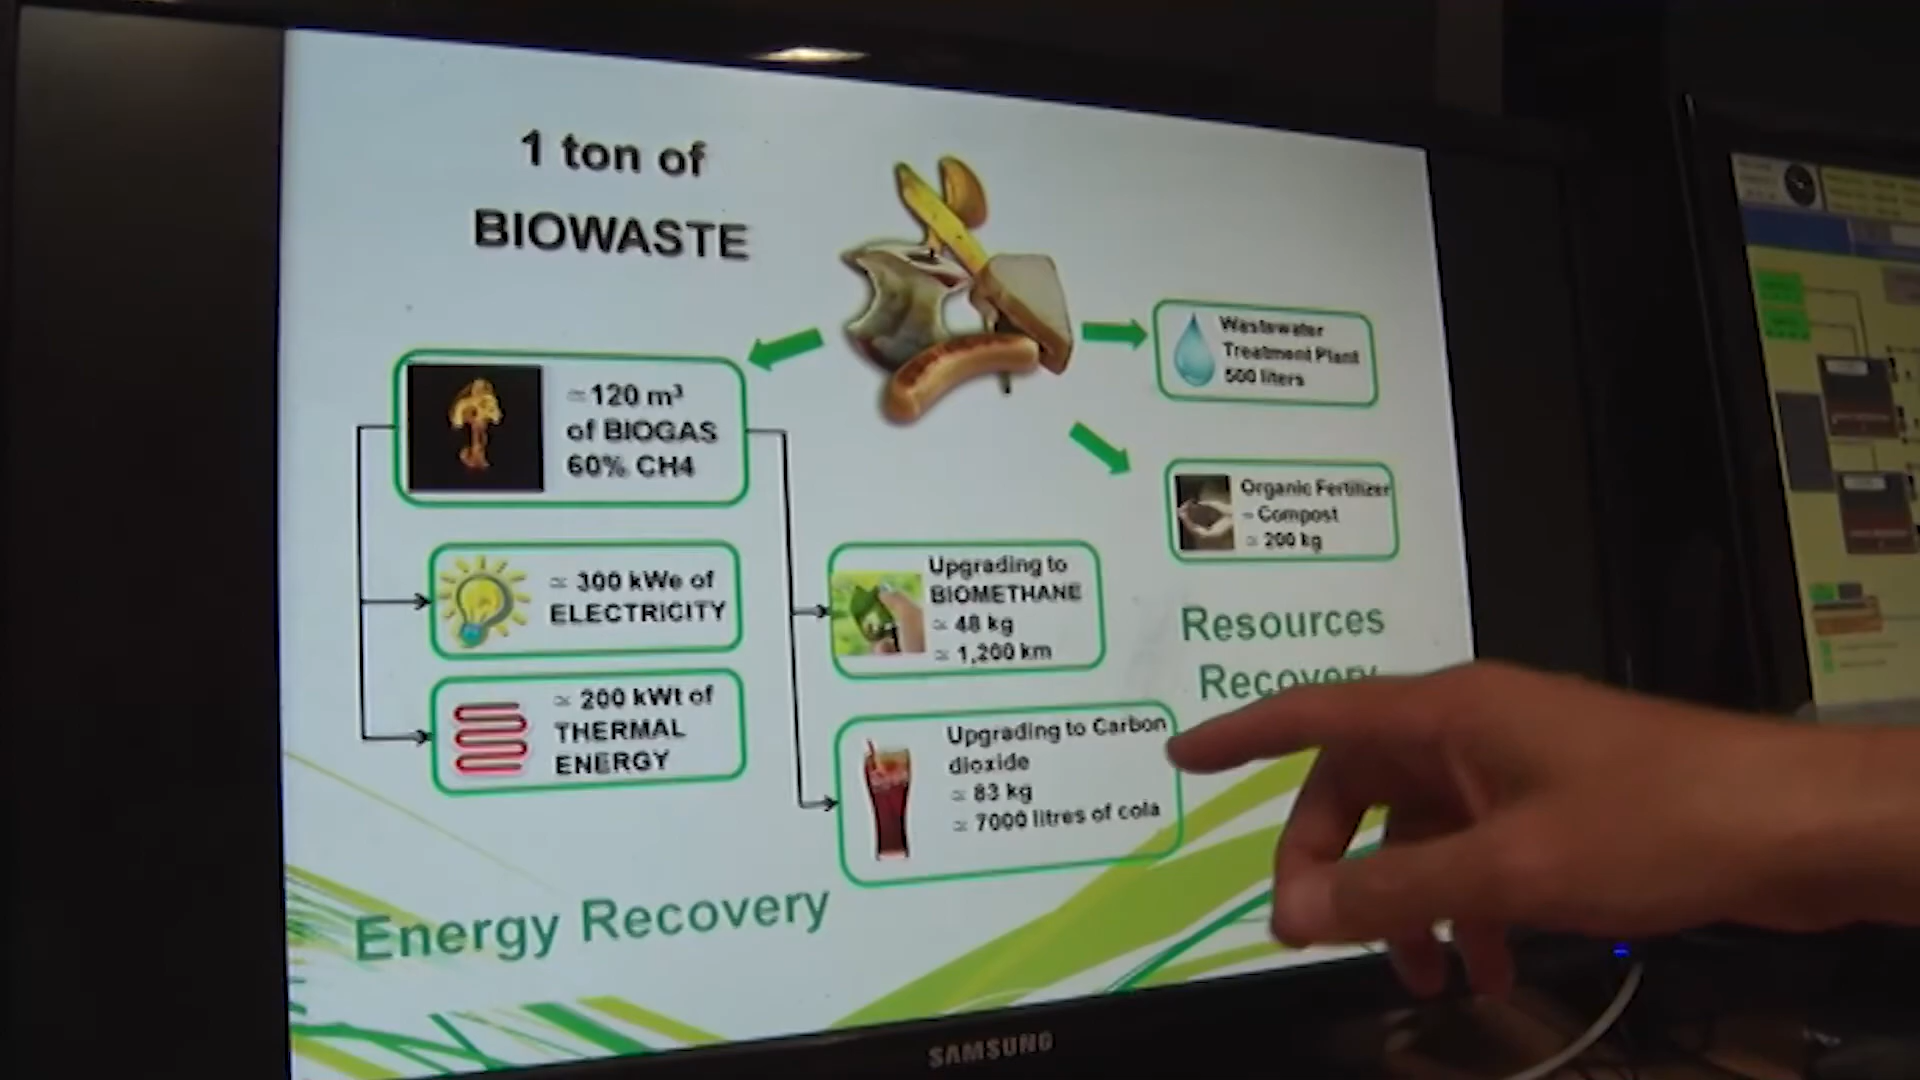 1 ton of
BIOWASTE
≃ 120 m³
of BIOGAS
60% CH4
≃ 300 kWe of
ELECTRICITY
≃ 200 kWt of
THERMAL
ENERGY
Upgrading to
BIOMETHANE
≃ 48 kg
≃ 1,200 km
Upgrading to Carbon
dioxide
≃ 83 kg
≃ 7000 litres of cola
Wastewater
Treatment Plant
500 liters
Organic Fertilizer
- Compost
≃ 200 kg
Resources
Recovery
Energy Recovery
SAMSUNG